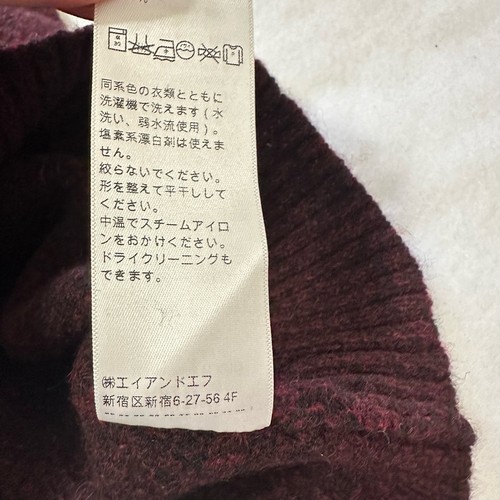 同系色の衣類とともに
洗濯機で洗えます(水
洗い、弱水流使用)。
塩素系漂白剤は使えま
せん。
絞らないでください。
形を整えて平干しして
ください。
中温でスチームアイロ
ンをおかけください。
ドライクリーニングも
できます。
㈱エイアンドエフ
新宿区新宿6-27-56 4F